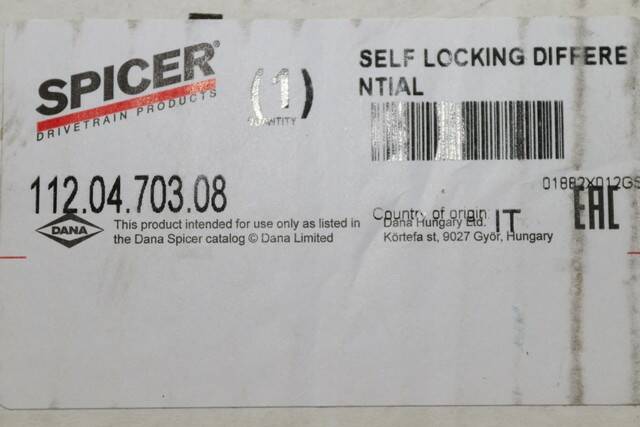 SPICER®
DRIVETRAIN PRODUCTS
(1)
QUANTITY
SELF LOCKING DIFFERE
NTIAL
112.04.703.08
01882X012GS
DANA
This product intended for use only as listed in
the Dana Spicer catalog © Dana Limited
Country of origin IT
Dana Hungary Ltd.
Körtefa st, 9027 Györ, Hungary
EAC